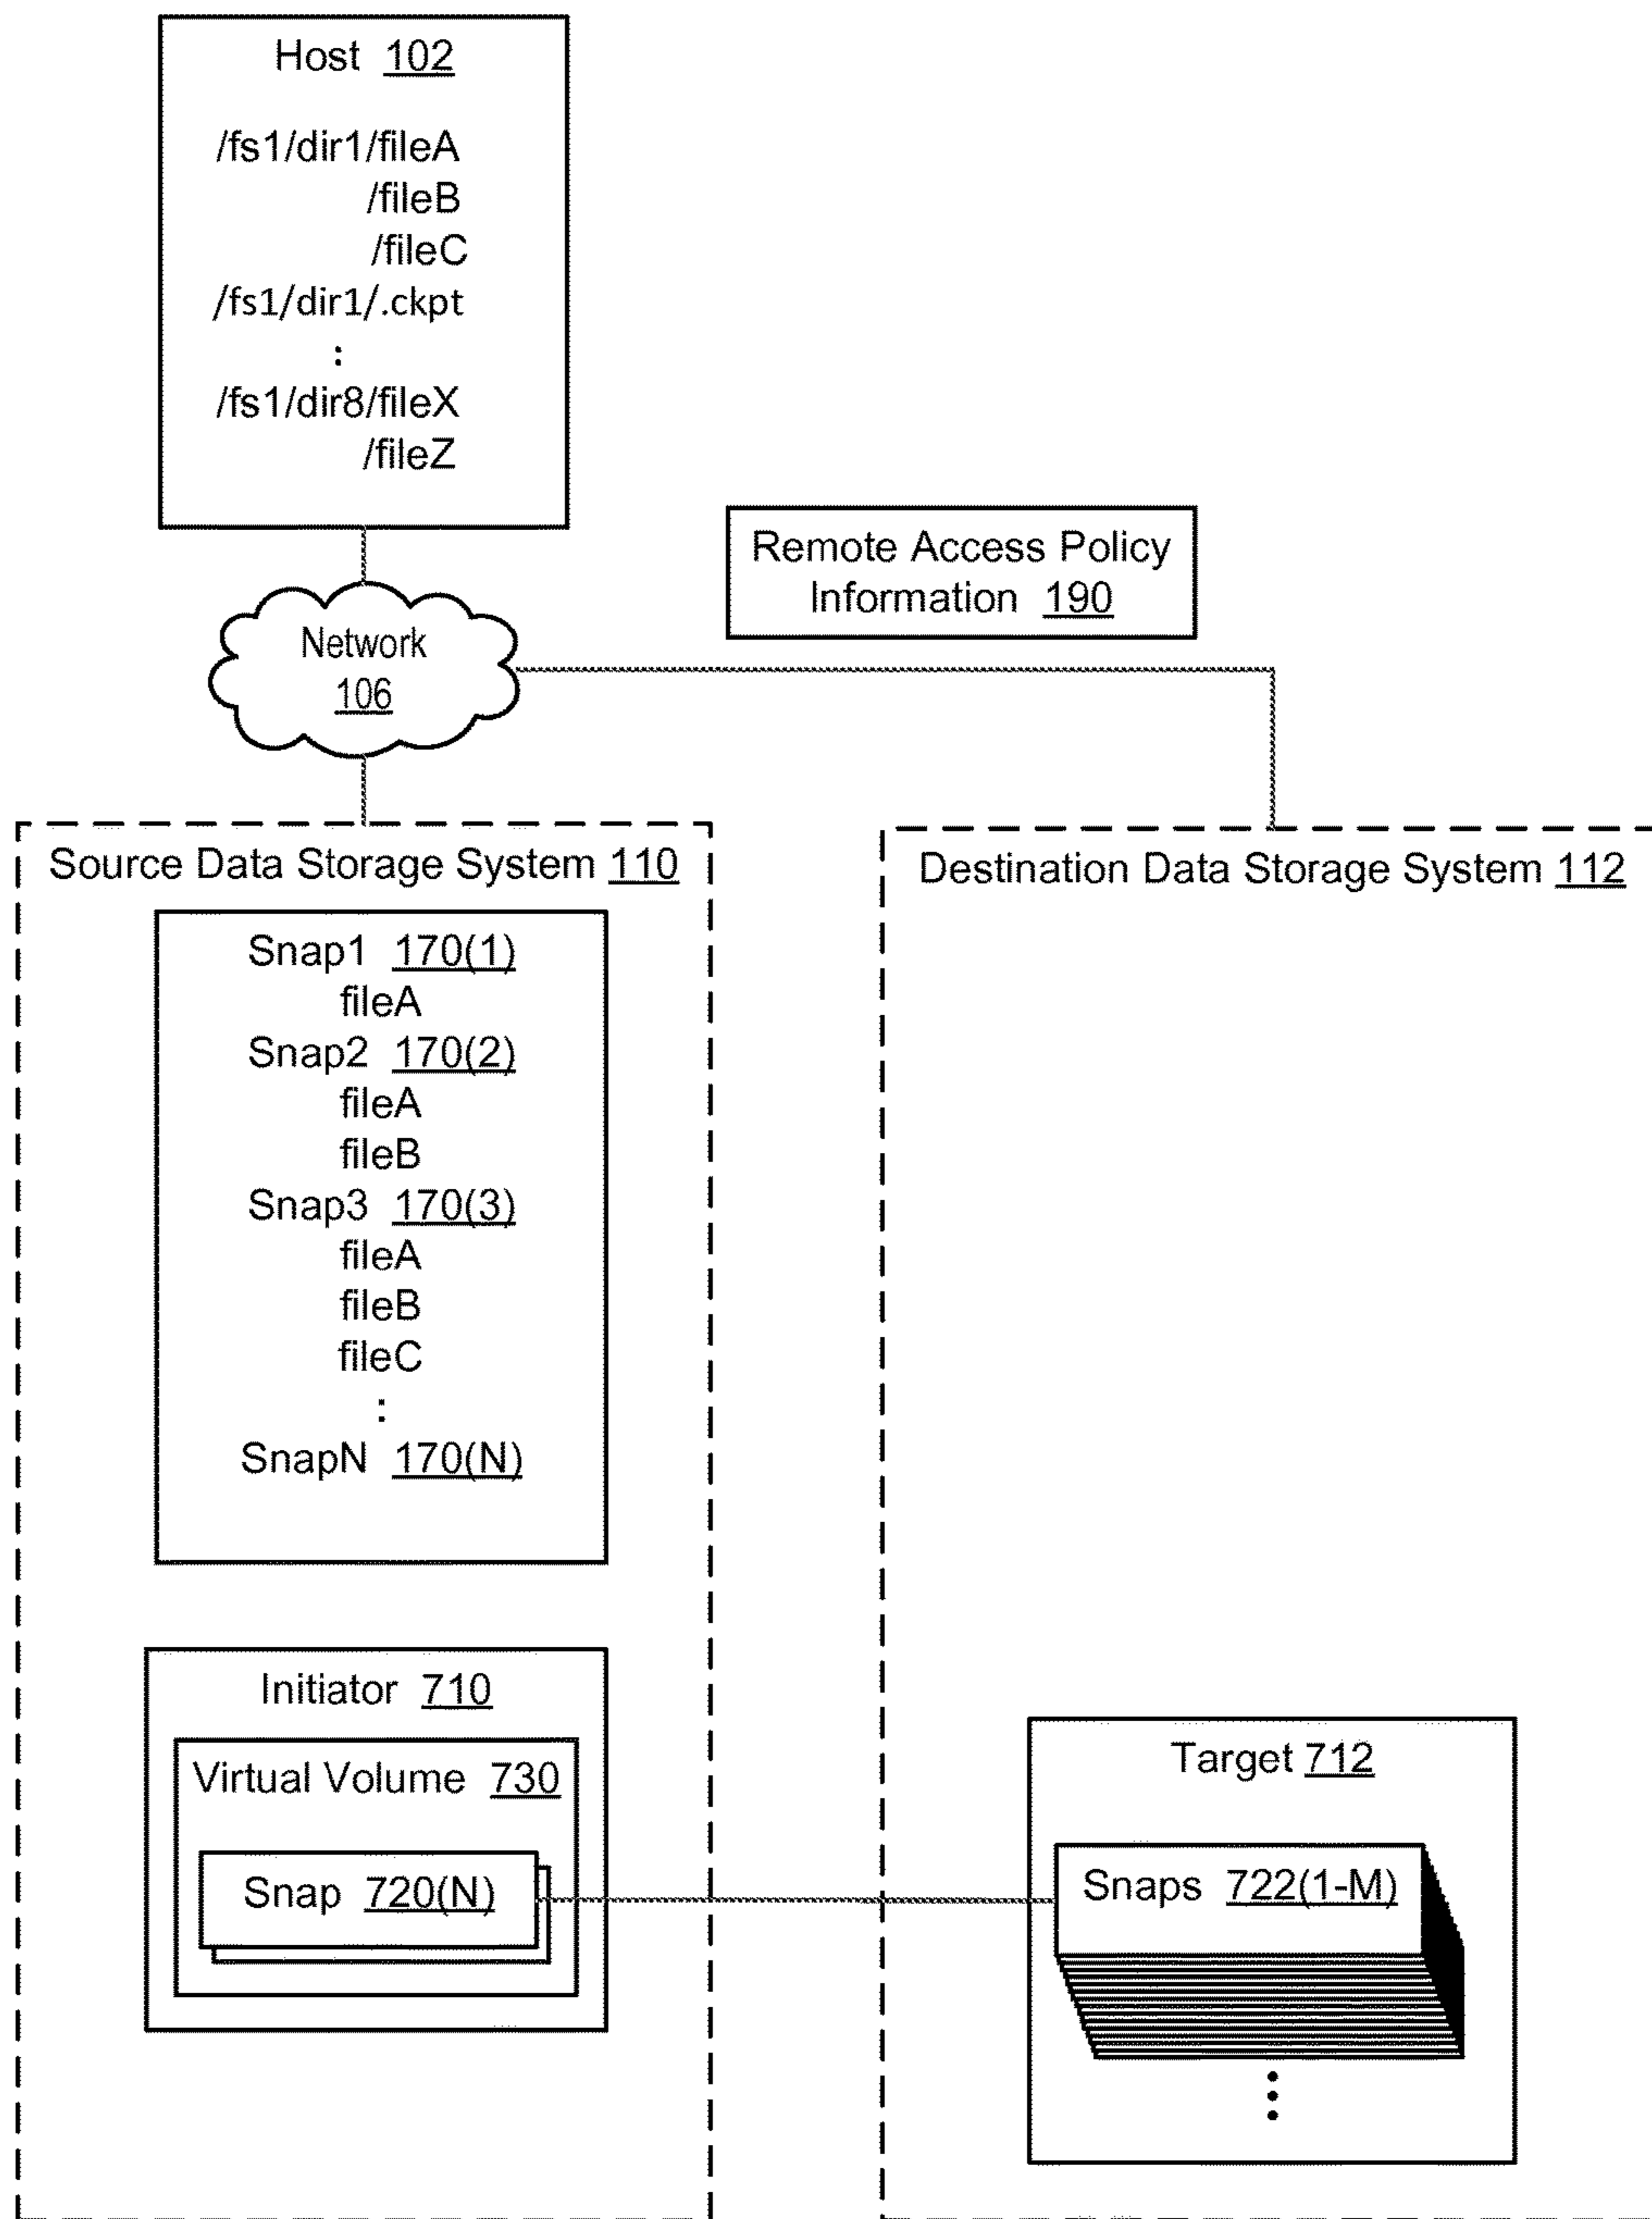 Host 102
/fs1/dir1/fileA
/fileB
/fileC
/fs1/dir1/.ckpt
:
/fs1/dir8/fileX
/fileZ
Remote Access Policy
Information 190
Network
106
Source Data Storage System 110
Snap1 170(1)
fileA
Snap2 170(2)
fileA
fileB
Snap3 170(3)
fileA
fileB
fileC
:
SnapN 170(N)
Initiator 710
Virtual Volume 730
Snap 720(N)
Destination Data Storage System 112
Target 712
Snaps 722(1-M)